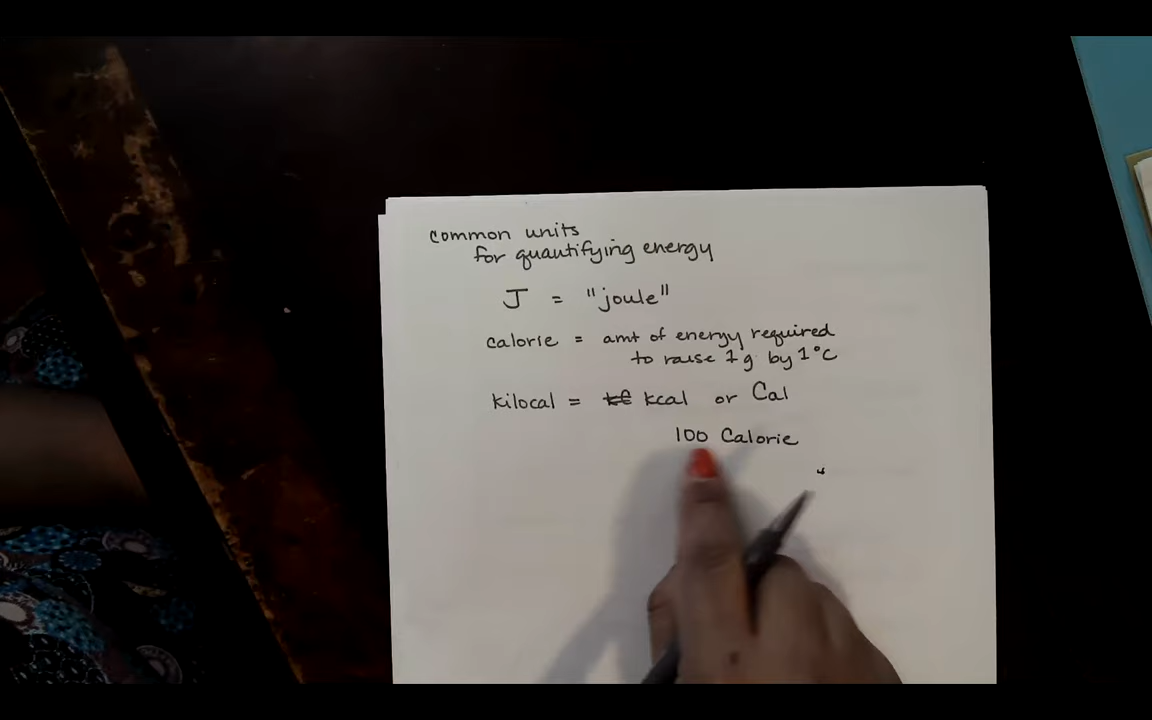 common units
for quantifying energy
J = "joule"
calorie = amt of energy required
to raise 1g by 1°C
kilocal = kcal or Cal
100 Calorie